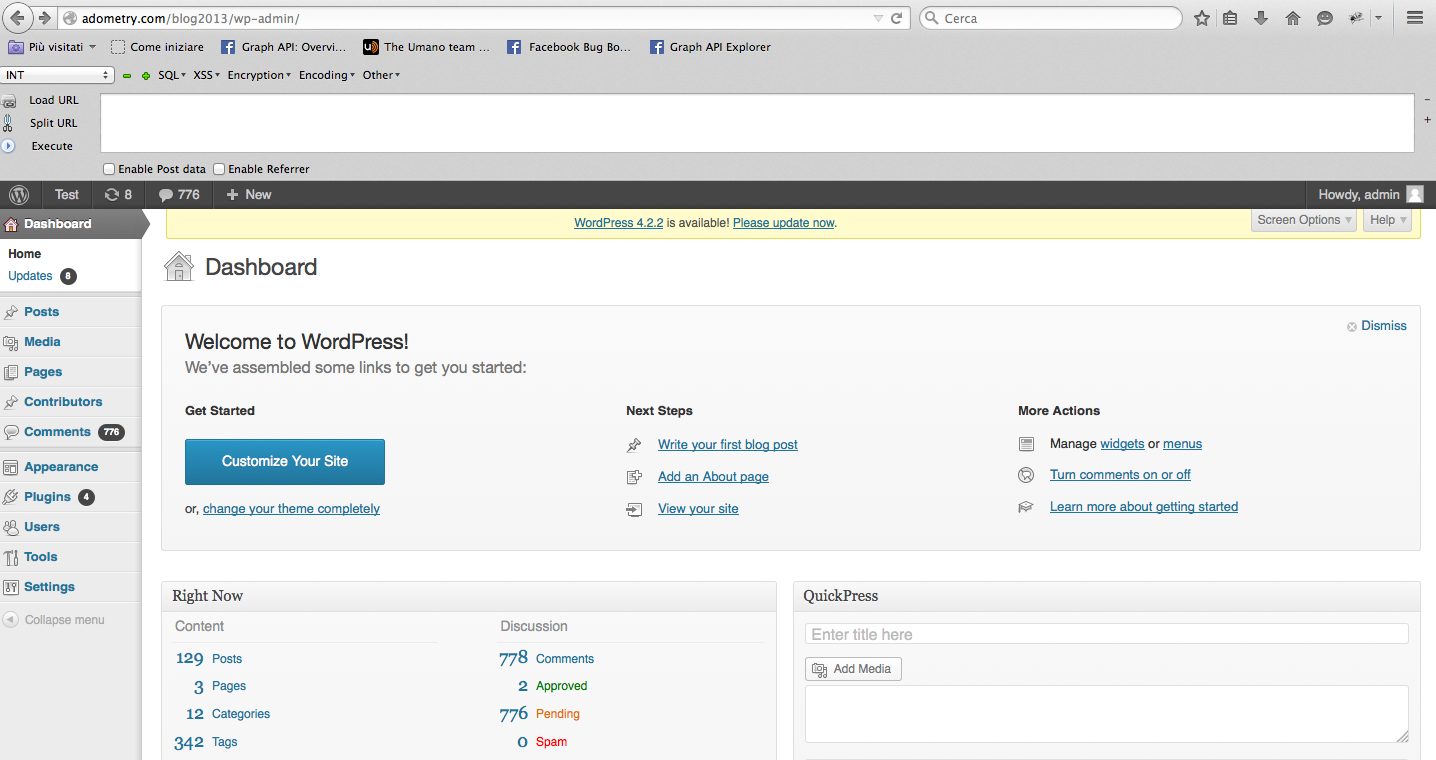 adometry.com/blog2013/wp-admin/
Cerca
Più visitati
Come iniziare
Graph API: Overvi...
The Umano team ...
Facebook Bug Bo...
Graph API Explorer
INT
SQL
XSS
Encryption
Encoding
Other
Load URL
Split URL
Execute
Enable Post data
Enable Referrer
Test
8
776
+ New
Howdy, admin
Dashboard
Home
Updates 8
Posts
Media
Pages
Contributors
Comments 776
Appearance
Plugins 4
Users
Tools
Settings
Collapse menu
WordPress 4.2.2 is available! Please update now.
Screen Options
Help
Dashboard
Welcome to WordPress!
Dismiss
We've assembled some links to get you started:
Get Started
Customize Your Site
or, change your theme completely
Next Steps
Write your first blog post
Add an About page
View your site
More Actions
Manage widgets or menus
Turn comments on or off
Learn more about getting started
Right Now
Content
129 Posts
3 Pages
12 Categories
342 Tags
Discussion
778 Comments
2 Approved
776 Pending
0 Spam
QuickPress
Enter title here
Add Media